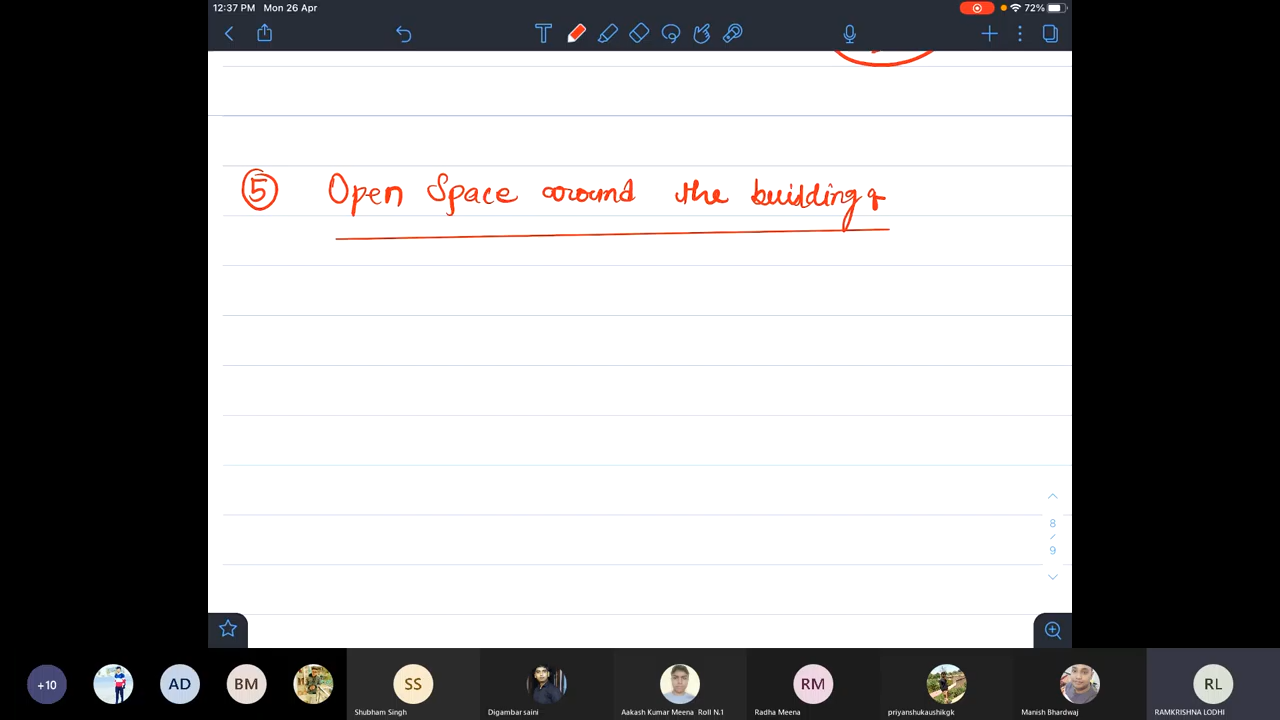 12:37 PM Mon 26 Apr
72%
5 Open Space around the building
8
/
9
+10
AD
BM
SS
RM
RL
Shubham Singh
Digambar saini
Aakash Kumar Meena Roll N.1
Radha Meena
priyanshukaushikgk
Manish Bhardwaj
RAMKRISHNA LODHI